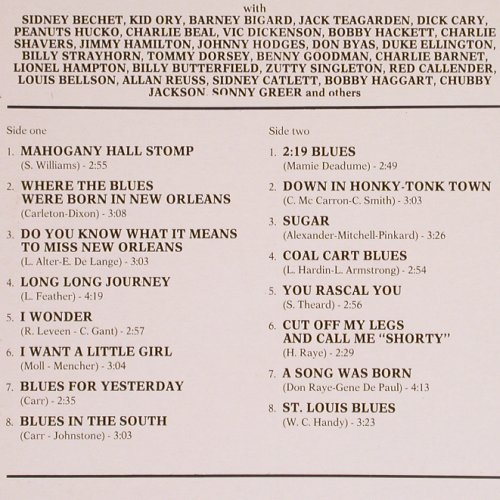 with
SIDNEY BECHET, KID ORY, BARNEY BIGARD, JACK TEAGARDEN, DICK CARY,
PEANUTS HUCKO, CHARLIE BEAL, VIC DICKENSON, BOBBY HACKETT, CHARLIE
SHAVERS, JIMMY HAMILTON, JOHNNY HODGES, DON BYAS, DUKE ELLINGTON,
BILLY STRAYHORN, TOMMY DORSEY, BENNY GOODMAN, CHARLIE BARNET,
LIONEL HAMPTON, BILLY BUTTERFIELD, ZUTTY SINGLETON, RED CALLENDER,
LOUIS BELLSON, ALLAN REUSS, SIDNEY CATLETT, BOBBY HAGGART, CHUBBY
JACKSON, SONNY GREER and others
Side one
1. MAHOGANY HALL STOMP
(S. Williams) - 2:55
2. WHERE THE BLUES
WERE BORN IN NEW ORLEANS
(Carleton-Dixon) - 3:08
3. DO YOU KNOW WHAT IT MEANS
TO MISS NEW ORLEANS
(L. Alter-E. De Lange) - 3:03
4. LONG LONG JOURNEY
(L. Feather) - 4:19
5. I WONDER
(R. Leveen - C. Gant) - 2:57
6. I WANT A LITTLE GIRL
(Moll - Mencher) - 3:04
7. BLUES FOR YESTERDAY
(Carr) - 2:35
8. BLUES IN THE SOUTH
(Carr - Johnstone) - 3:03
Side two
1. 2:19 BLUES
(Mamie Deadume) - 2:49
2. DOWN IN HONKY-TONK TOWN
(C. Mc Carron-C. Smith) - 3:03
3. SUGAR
(Alexander-Mitchell-Pinkard) - 3:26
4. COAL CART BLUES
(L. Hardin-L. Armstrong) - 2:54
5. YOU RASCAL YOU
(S. Theard) - 2:56
6. CUT OFF MY LEGS
AND CALL ME “SHORTY”
(H. Raye) - 2:29
7. A SONG WAS BORN
(Don Raye-Gene De Paul) - 4:13
8. ST. LOUIS BLUES
(W. C. Handy) - 3:23